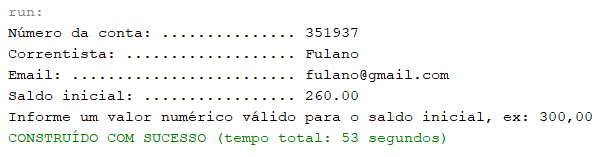 run:
Número da conta: ............... 351937
Correntista: ................... Fulano
Email: ......................... fulano@gmail.com
Saldo inicial: ................. 260.00
Informe um valor numérico válido para o saldo inicial, ex: 300,00
CONSTRUÍDO COM SUCESSO (tempo total: 53 segundos)